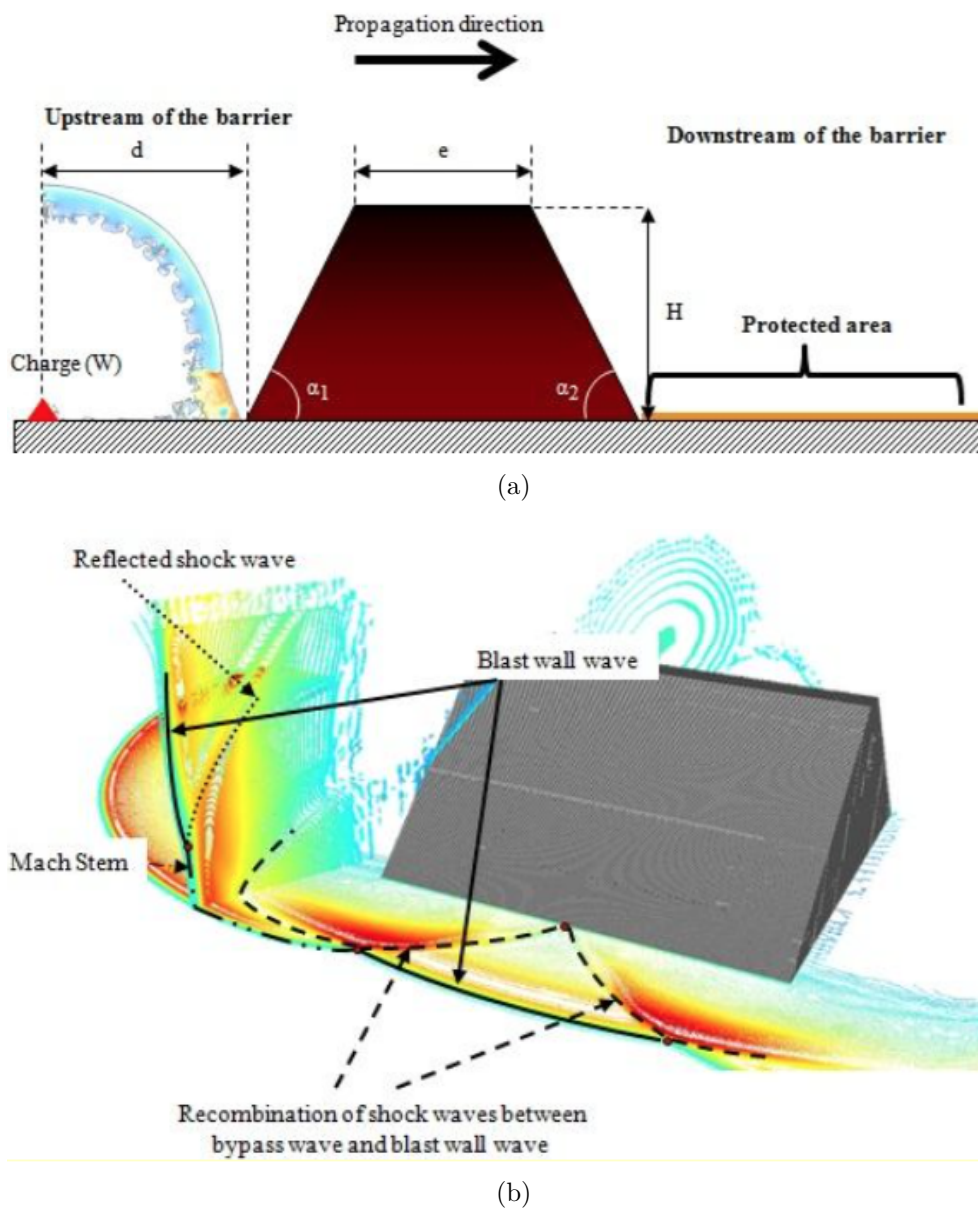 Propagation direction
Upstream of the barrier
Downstream of the barrier
d
e
H
Protected area
Charge (W)
α1
α2
(a)
Reflected shock wave
Blast wall wave
Mach Stem
Recombination of shock waves between
bypass wave and blast wall wave
(b)